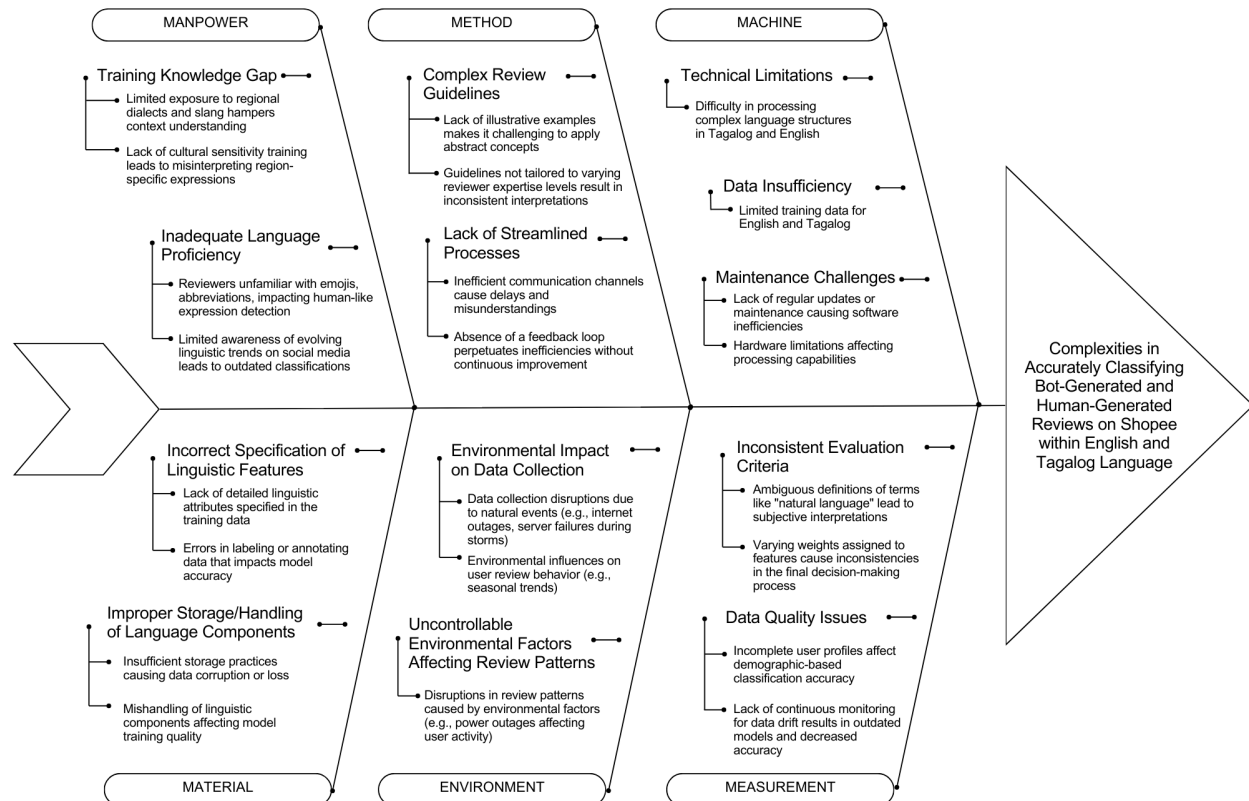 MANPOWER
Training Knowledge Gap
Limited exposure to regional
dialects and slang hampers
context understanding
Lack of cultural sensitivity training
leads to misinterpreting region-
specific expressions
Inadequate Language
Proficiency
Reviewers unfamiliar with emojis,
abbreviations, impacting human-like
expression detection
Limited awareness of evolving
linguistic trends on social media
leads to outdated classifications
METHOD
Complex Review
Guidelines
Lack of illustrative examples
makes it challenging to apply
abstract concepts
Guidelines not tailored to varying
reviewer expertise levels result in
inconsistent interpretations
Lack of Streamlined
Processes
Inefficient communication channels
cause delays and
misunderstandings
Absence of a feedback loop
perpetuates inefficiencies without
continuous improvement
MACHINE
Technical Limitations
Difficulty in processing
complex language structures
in Tagalog and English
Data Insufficiency
Limited training data for
English and Tagalog
Maintenance Challenges
Lack of regular updates or
maintenance causing software
inefficiencies
Hardware limitations affecting
processing capabilities
Complexities in
Accurately Classifying
Bot-Generated and
Human-Generated
Reviews on Shopee
within English and
Tagalog Language
Incorrect Specification of
Linguistic Features
Lack of detailed linguistic
attributes specified in the
training data
Errors in labeling or annotating
data that impacts model
accuracy
Improper Storage/Handling
of Language Components
Insufficient storage practices
causing data corruption or loss
Mishandling of linguistic
components affecting model
training quality
MATERIAL
Environmental Impact
on Data Collection
Data collection disruptions due
to natural events (e.g., internet
outages, server failures during
storms)
Environmental influences on
user review behavior (e.g.,
seasonal trends)
Uncontrollable
Environmental Factors
Affecting Review Patterns
Disruptions in review patterns
caused by environmental factors
(e.g., power outages affecting
user activity)
ENVIRONMENT
Inconsistent Evaluation
Criteria
Ambiguous definitions of terms
like "natural language" lead to
subjective interpretations
Varying weights assigned to
features cause inconsistencies
in the final decision-making
process
Data Quality Issues
Incomplete user profiles affect
demographic-based
classification accuracy
Lack of continuous monitoring
for data drift results in outdated
models and decreased
accuracy
MEASUREMENT